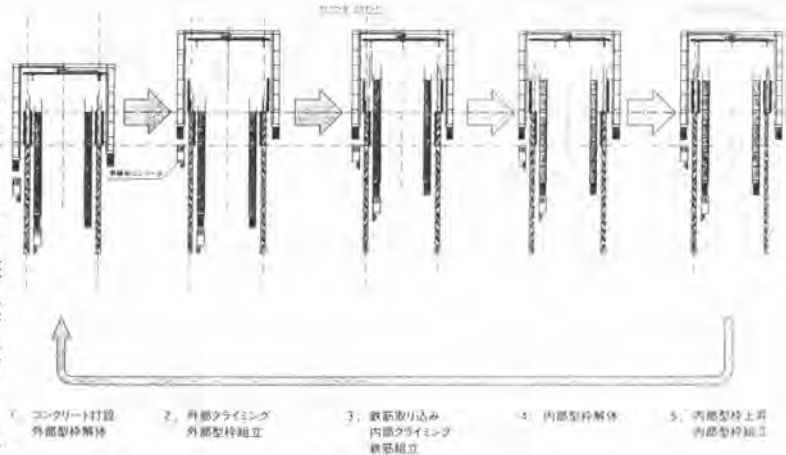 1. コンクリート打設
外部型枠解体
2. 外部クライミング
外部型枠組立
3. 鉄筋取り込み
内部クライミング
鉄筋組立
4. 内部型枠解体
5. 内部型枠上昇
内部型枠組立